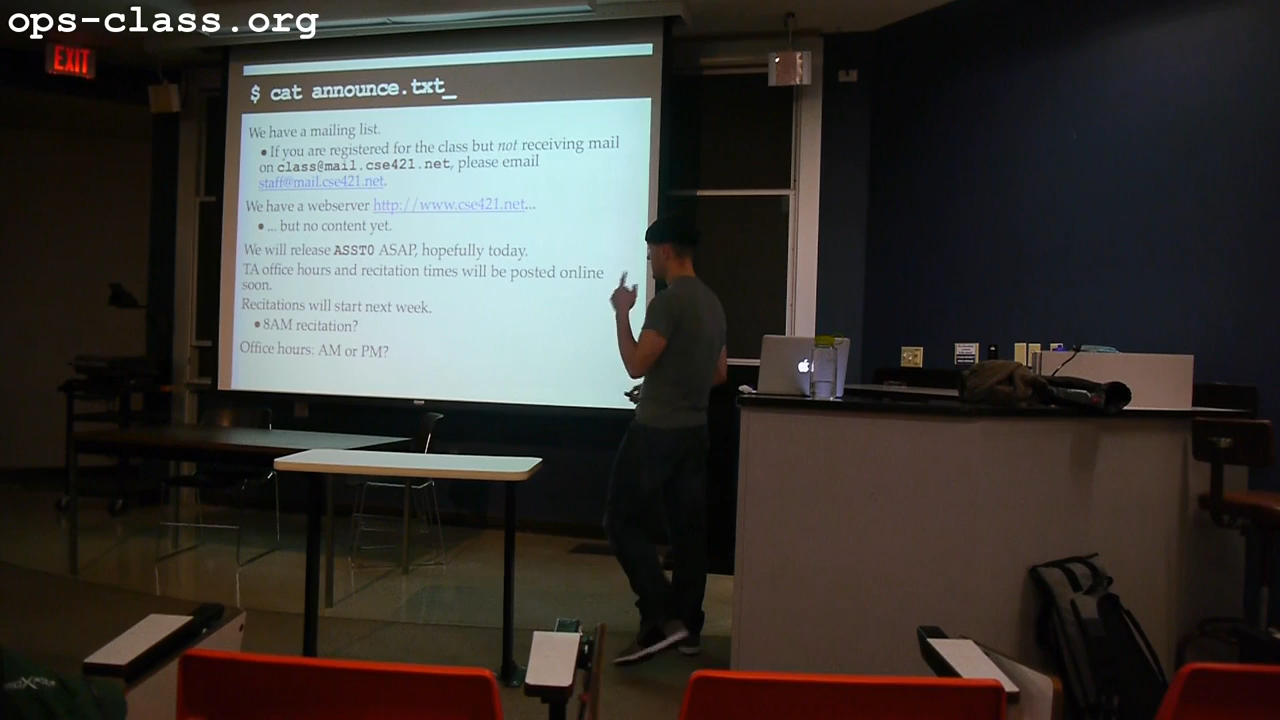 ops-class.org
EXIT
$ cat announce.txt_
We have a mailing list.
● If you are registered for the class but not receiving mail
on class@mail.cse421.net, please email
staff@mail.cse421.net.
We have a webserver http://www.cse421.net...
● ... but no content yet.
We will release ASST0 ASAP, hopefully today.
TA office hours and recitation times will be posted online
soon.
Recitations will start next week.
● 8AM recitation?
Office hours: AM or PM?